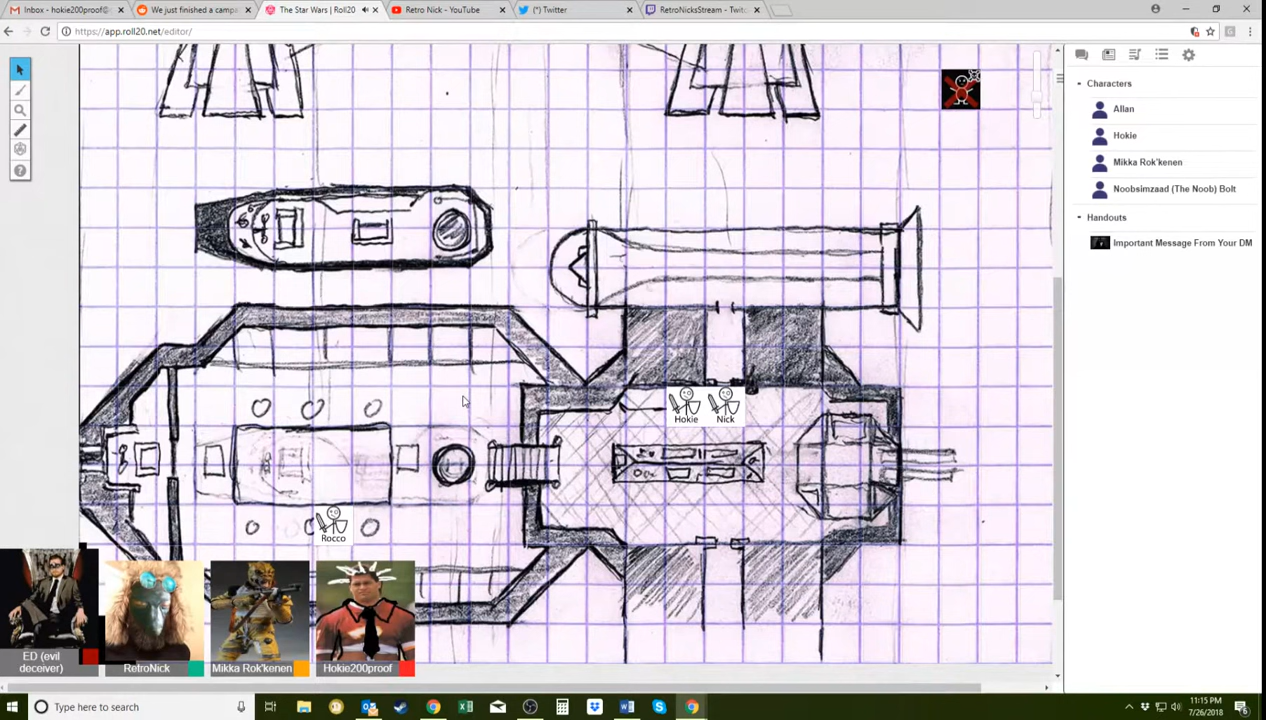 Inbox - hokie200proof@
We just finished a campa
The Star Wars | Roll20
Retro Nick - YouTube
(*) Twitter
RetroNicksStream - Twitc
https://app.roll20.net/editor/
Characters
Allan
Hokie
Mikka Rok'kenen
Noobsimzaad (The Noob) Bolt
Handouts
Important Message From Your DM
Hokie
Nick
Rocco
ED (evil
deceiver)
RetroNick
Mikka Rok'kenen
Hokie200proof
Type here to search
11:15 PM
7/26/2018